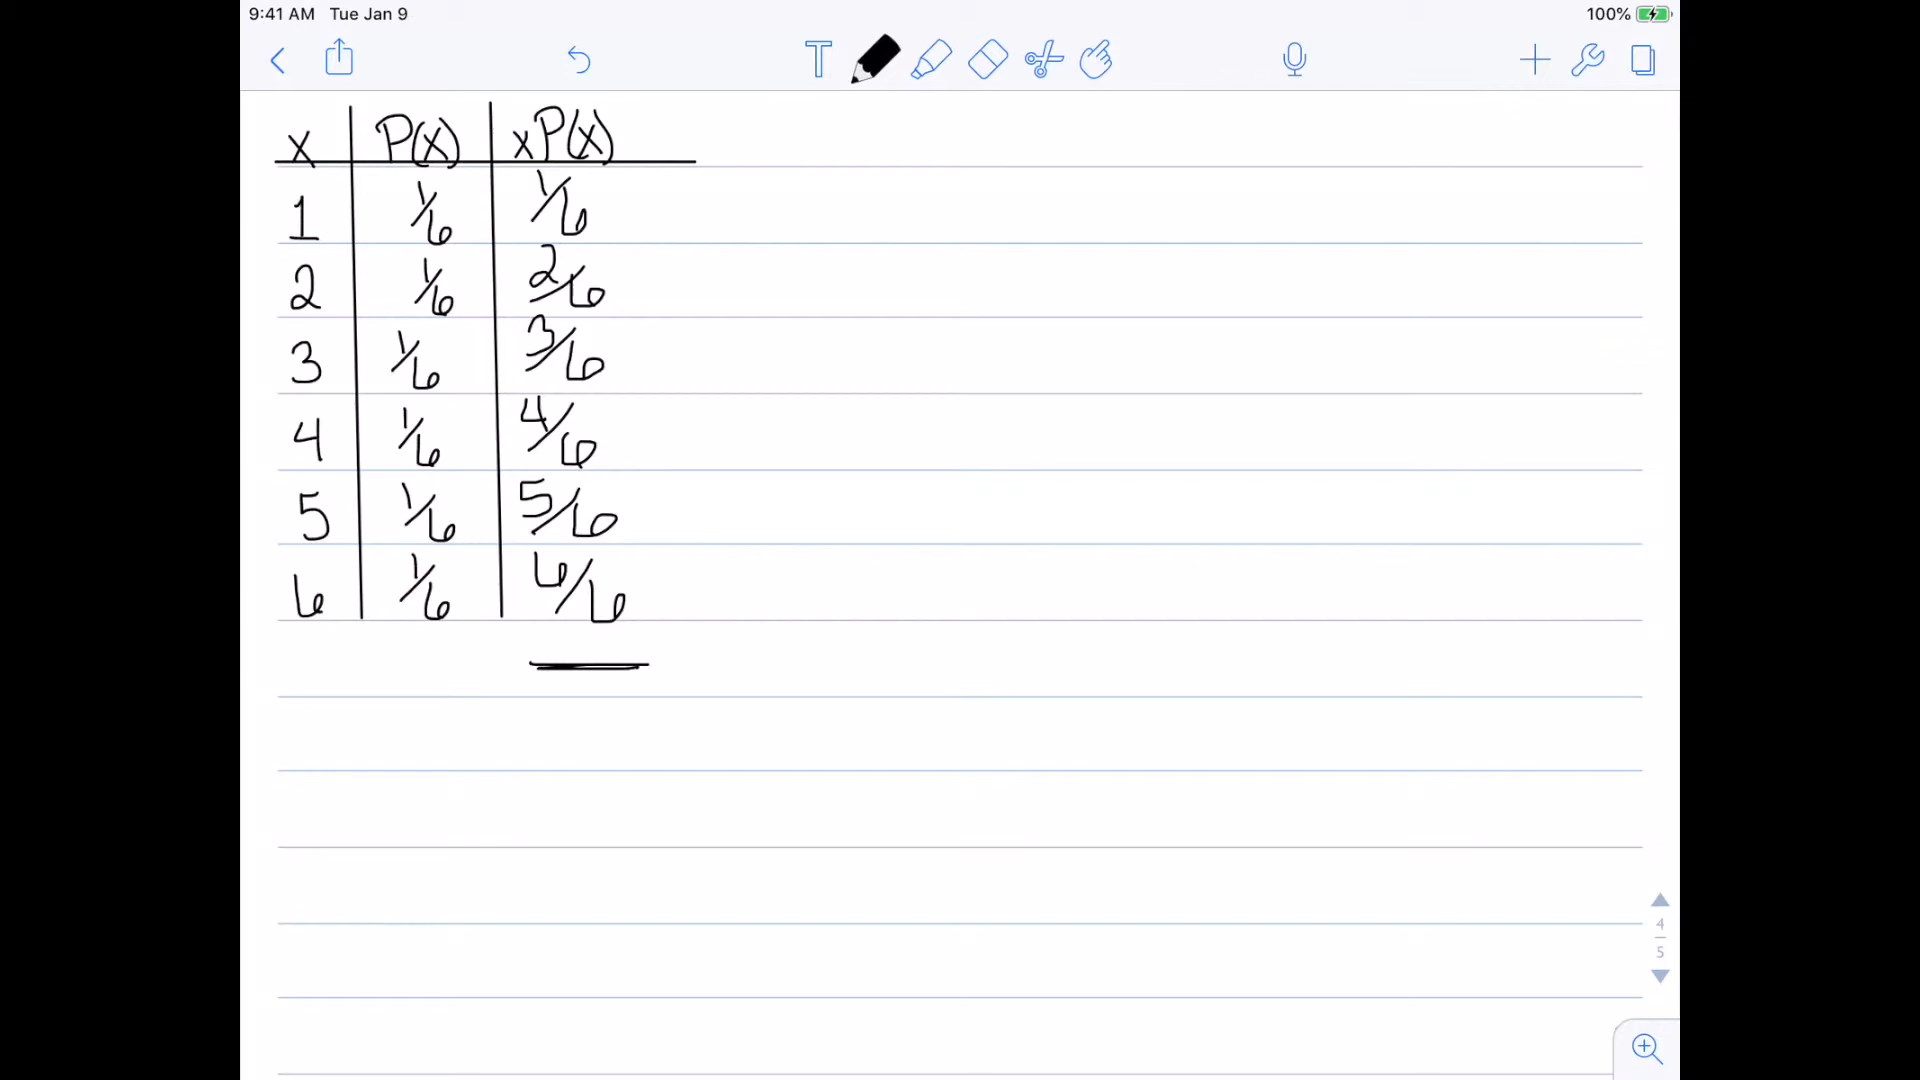 9:41 AM Tue Jan 9 100%
T
x P(x) xP(x)
1 1/6 1/6
2 1/6 2/6
3 1/6 3/6
4 1/6 4/6
5 1/6 5/6
6 1/6 6/6
4
5